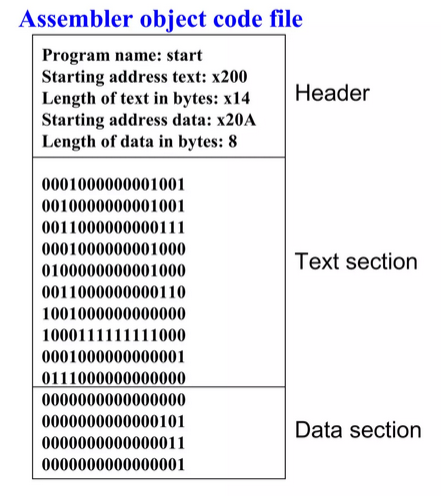 Assembler object code file
Program name: start
Starting address text: x200
Length of text in bytes: x14
Starting address data: x20A
Length of data in bytes: 8
Header
0001000000001001
0010000000001001
0011000000000111
0001000000001000
0100000000001000
0011000000000110
1001000000000000
1000111111111000
0001000000000001
0111000000000000
Text section
0000000000000000
0000000000000101
0000000000000011
0000000000000001
Data section